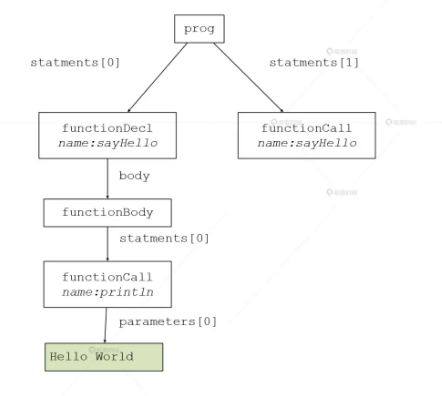 prog
statments[0]
statments[1]
functionDecl
name:sayHello
functionCall
name:sayHello
body
functionBody
statments[0]
functionCall
name:println
parameters[0]
Hello World